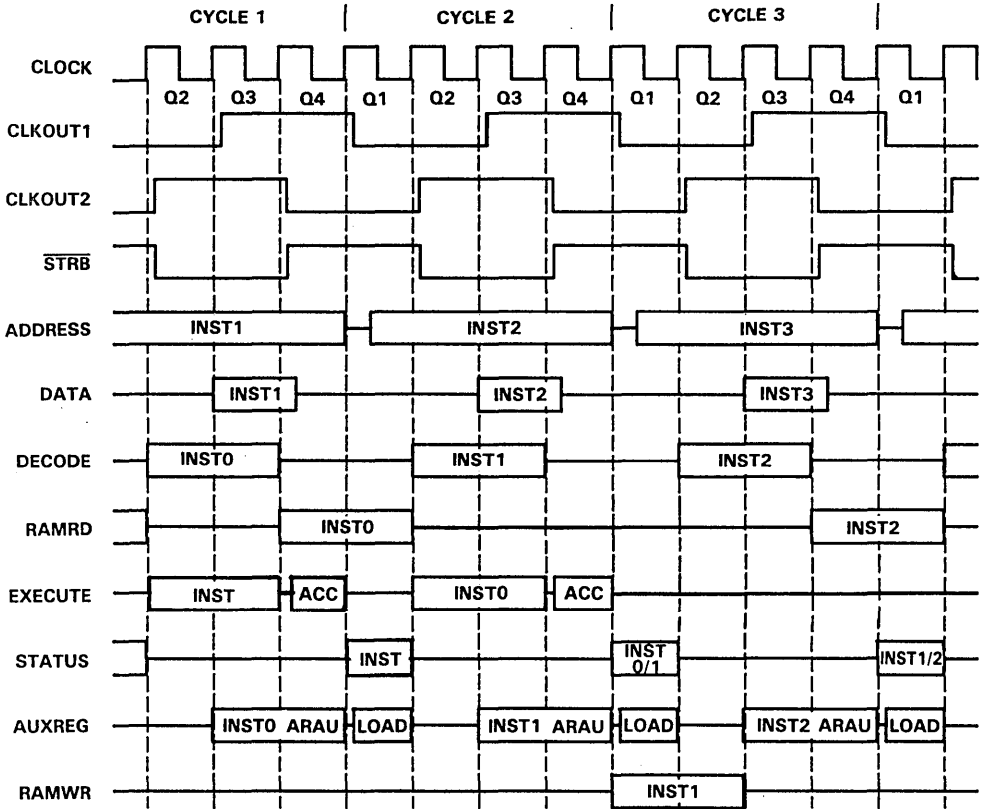 CYCLE 1 CYCLE 2 CYCLE 3
CLOCK
Q2 Q3 Q4 Q1 Q2 Q3 Q4 Q1 Q2 Q3 Q4 Q1
CLKOUT1
CLKOUT2
STRB
ADDRESS INST1 INST2 INST3
DATA INST1 INST2 INST3
DECODE INST0 INST1 INST2
RAMRD INST0 INST2
EXECUTE INST ACC INST0 ACC
STATUS INST INST 0/1 INST1/2
AUXREG INST0 ARAU LOAD INST1 ARAU LOAD INST2 ARAU LOAD
RAMWR INST1